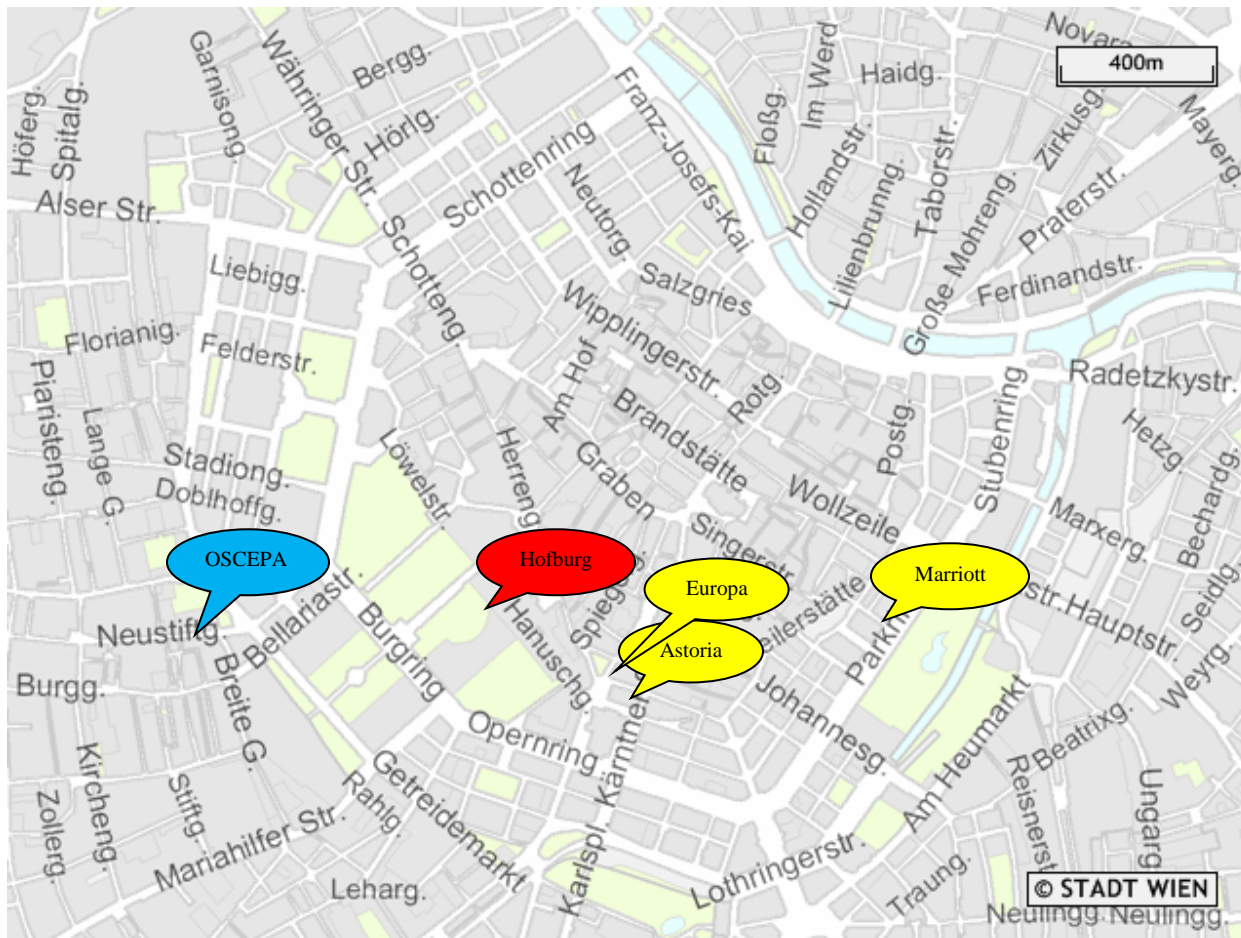 Novara
400m
Garnisong.
Währinger Str.
Bergg.
Haidg.
Im Werd
Höferg.
Spitalg.
Hörlg.
Franz-Josefs-Kai
Floßg.
Hollandstr.
Lilienbrunng.
Taborstr.
Zirkusg.
Mayerg.
Alser Str.
Schottenring
Neutorg.
Große Mohreng.
Praterstr.
Schotteng.
Liebigg.
Salzgries
Ferdinandstr.
Florianig.
Felderstr.
Wipplingerstr.
Radetzkystr.
Piaristeng.
Lange G.
Am Hof
Brandstätte
Rotg.
Postg.
Stubenring
Hetzg.
Löwelstr.
Herreng.
Graben
Stadiong.
Doblhoffg.
Wollzeile
Marxerg.
Bechardg.
Singerstr.
OSCEPA
Hofburg
Europa
Marriott
Astoria
Seidlg.
str.Hauptstr.
Neustiftg.
Bellariastr.
Burgring
Hanuschg.
Spiegelg.
eilerstätte
Parkrin
Weyrg.
Burgg.
Breite G.
Opernring
Kärntner
Johannesg.
Am Heumarkt
Beatrixg.
Kircheng.
Zollerg.
Stiftg.
Rahlg.
Getreidemarkt
Mariahilfer Str.
Leharg.
Karlspl.
Lothringerstr.
Traung.
Reisnerst
Ungarg.
© STADT WIEN
Neulingg.
Neulingg.